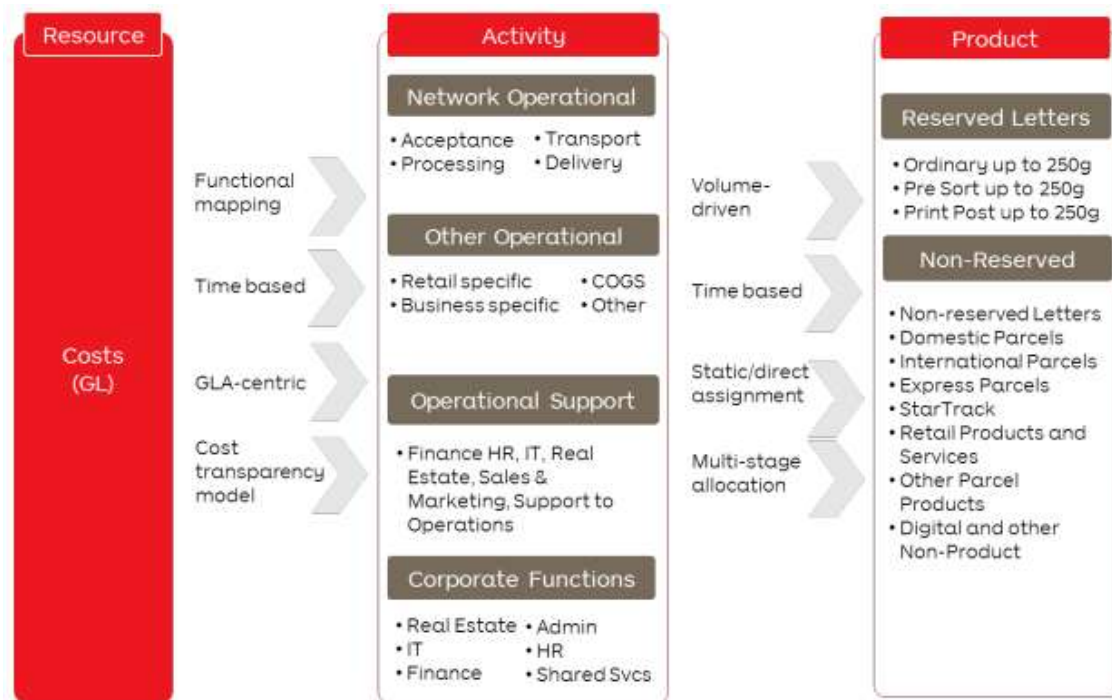 Resource
Costs
(GL)
Functional
mapping
Time based
GLA-centric
Cost
transparency
model
Activity
Network Operational
• Acceptance • Transport
• Processing • Delivery
Other Operational
• Retail specific • COGS
• Business specific • Other
Operational Support
• Finance HR, IT, Real
Estate, Sales &
Marketing, Support to
Operations
Corporate Functions
• Real Estate • Admin
• IT • HR
• Finance • Shared Svcs
Volume-
driven
Time based
Static/direct
assignment
Multi-stage
allocation
Product
Reserved Letters
• Ordinary up to 250g
• Pre Sort up to 250g
• Print Post up to 250g
Non-Reserved
• Non-reserved Letters
• Domestic Parcels
• International Parcels
• Express Parcels
• StarTrack
• Retail Products and
Services
• Other Parcel
Products
• Digital and other
Non-Product